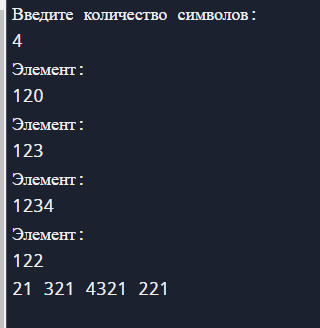 Введите количество символов:
4
Элемент:
120
Элемент:
123
Элемент:
1234
Элемент:
122
21 321 4321 221